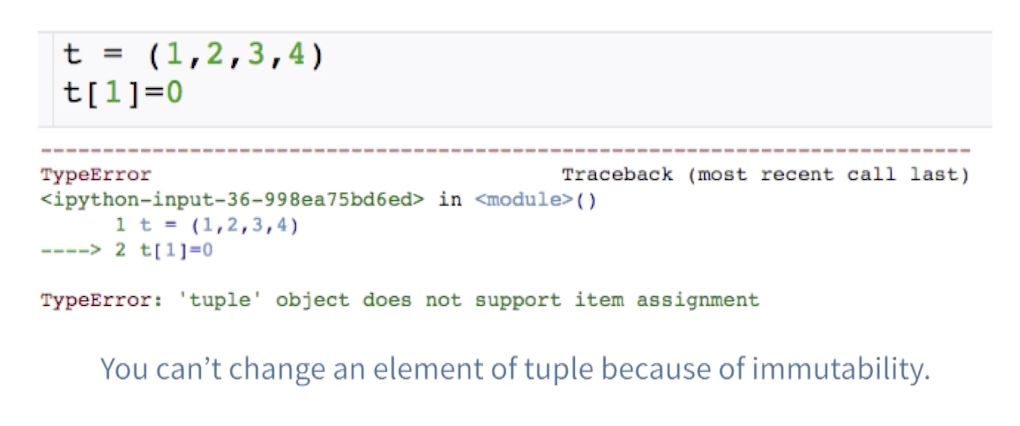 t = (1,2,3,4)
t[1]=0
---------------------------------------------------------------------------
TypeError                                 Traceback (most recent call last)
<ipython-input-36-998ea75bd6ed> in <module>()
      1 t = (1,2,3,4)
----> 2 t[1]=0
TypeError: 'tuple' object does not support item assignment
You can’t change an element of tuple because of immutability.